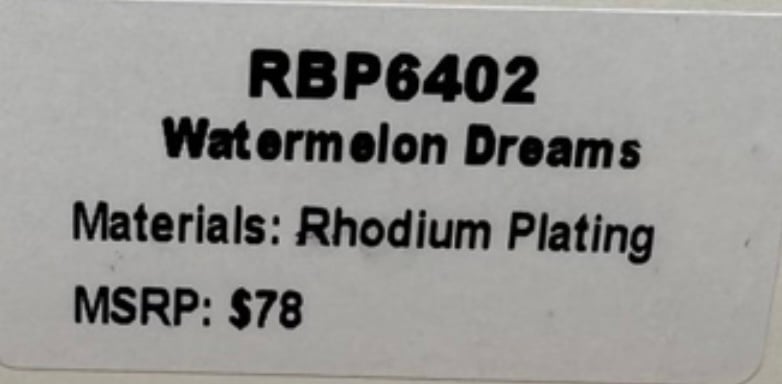 RBP6402
Watermelon Dreams
Materials: Rhodium Plating
MSRP: $78